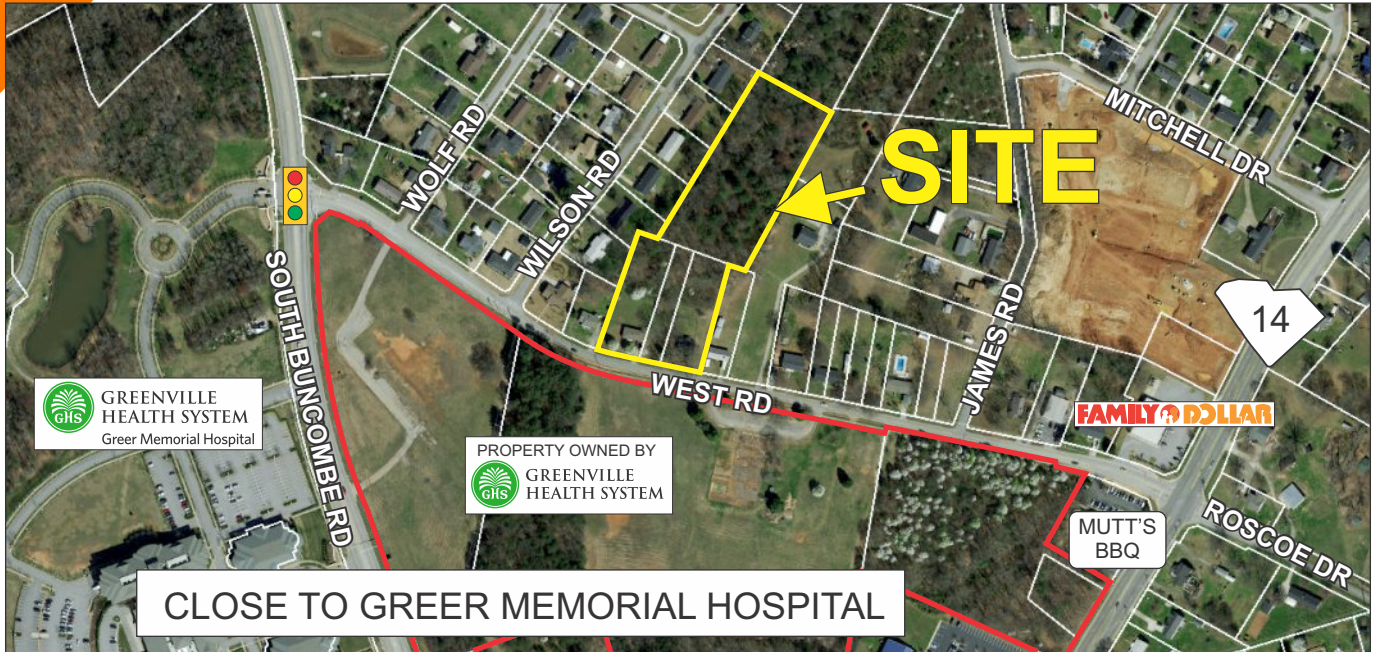 MITCHELL DR
SITE
WOLF RD
WILSON RD
SOUTH BUNCOMBE RD
14
JAMES RD
WEST RD
GHS
GREENVILLE
HEALTH SYSTEM
Greer Memorial Hospital
FAMILY DOLLAR
PROPERTY OWNED BY
GHS
GREENVILLE
HEALTH SYSTEM
MUTT'S
BBQ
ROSCOE DR
CLOSE TO GREER MEMORIAL HOSPITAL